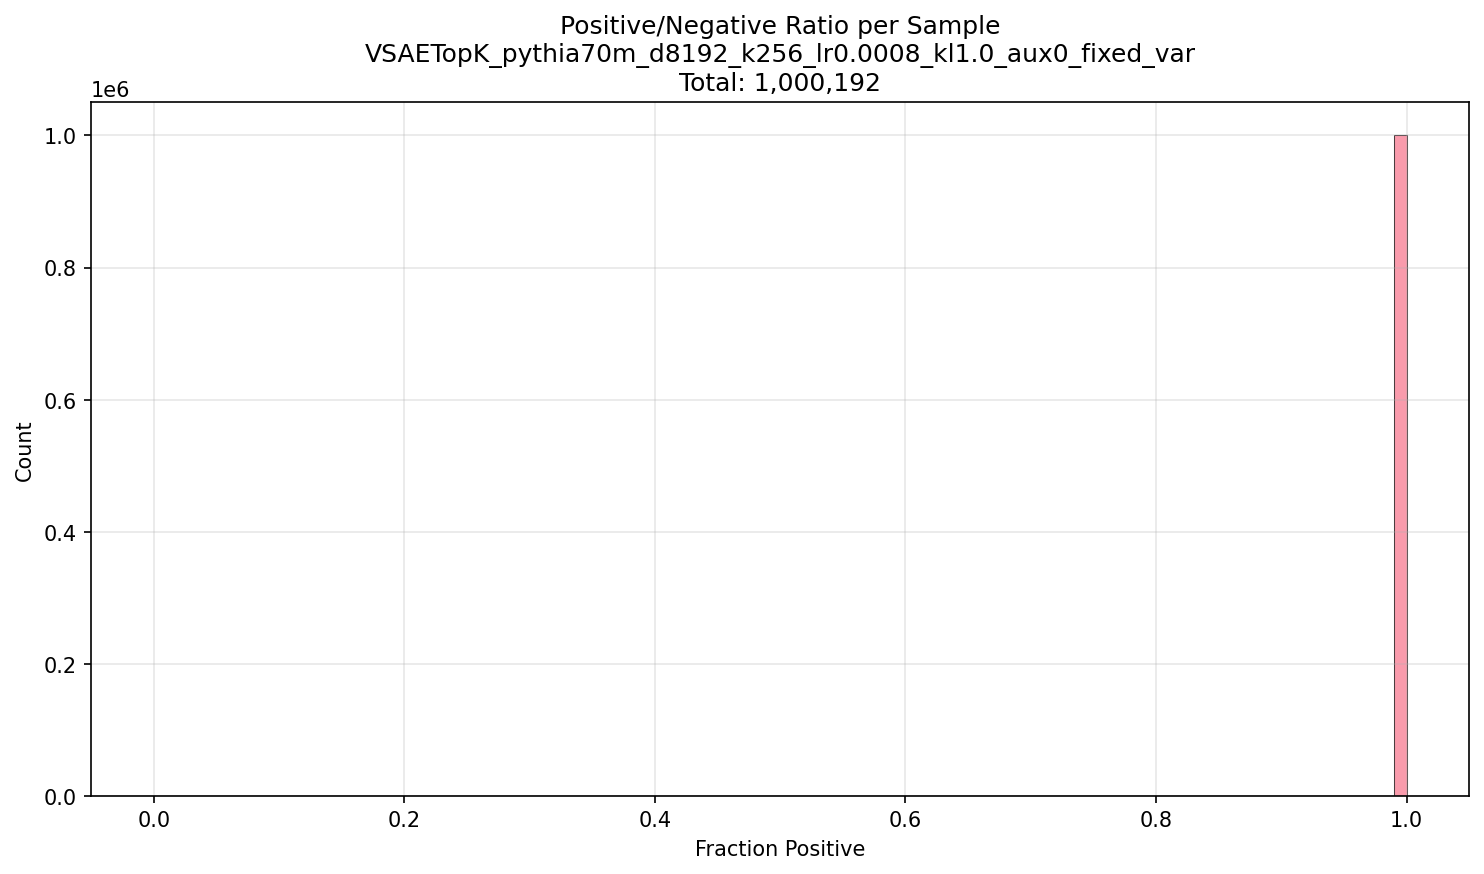 Positive/Negative Ratio per Sample
VSAETopK_pythia70m_d8192_k256_lr0.0008_kl1.0_aux0_fixed_var
Total: 1,000,192
1e6
1.0
0.8
0.6
0.4
0.2
0.0
Count
0.0 0.2 0.4 0.6 0.8 1.0
Fraction Positive